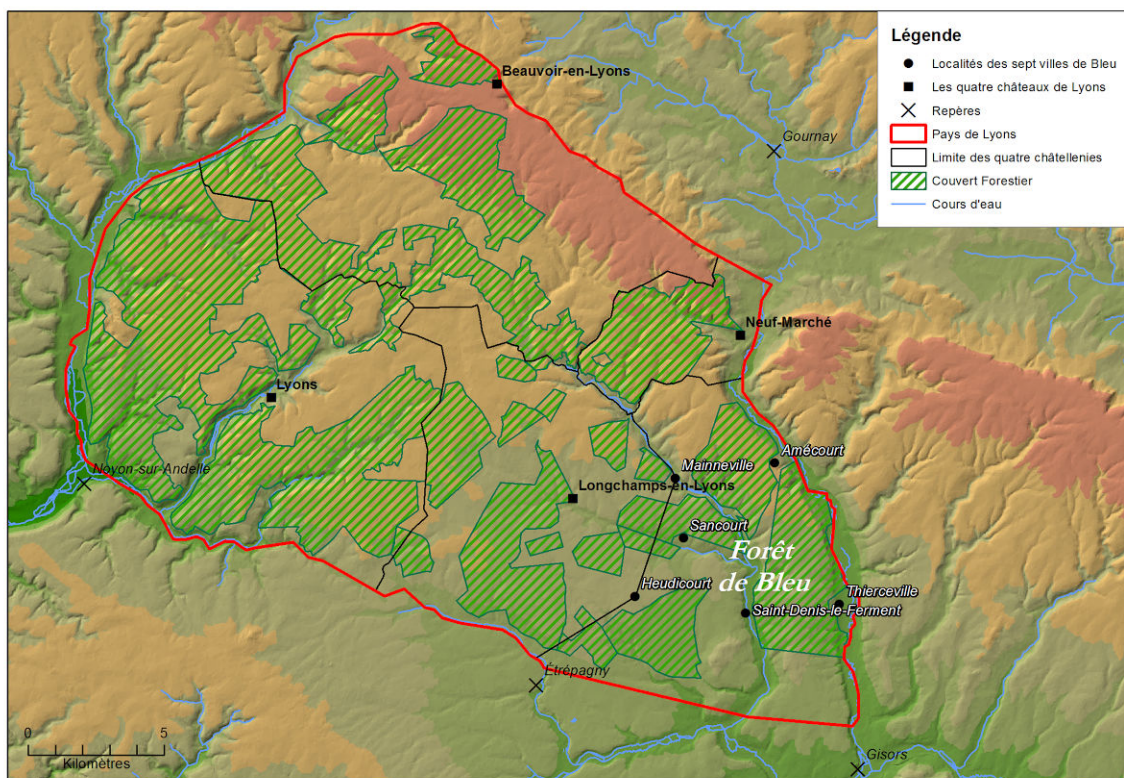 Légende
Localités des sept villes de Bleu
Les quatre châteaux de Lyons
Repères
Pays de Lyons
Limite des quatre châtellenies
Couvert Forestier
Cours d'eau
Beauvoir-en-Lyons
Gournay
Neuf-Marché
Lyons
Noyon-sur-Andelle
Amécourt
Mainneville
Longchamps-en-Lyons
Sancourt
Forêt
de Bleu
Heudicourt
Thierceville
Saint-Denis-le-Ferment
Étrépagny
Gisors
0 5
Kilomètres